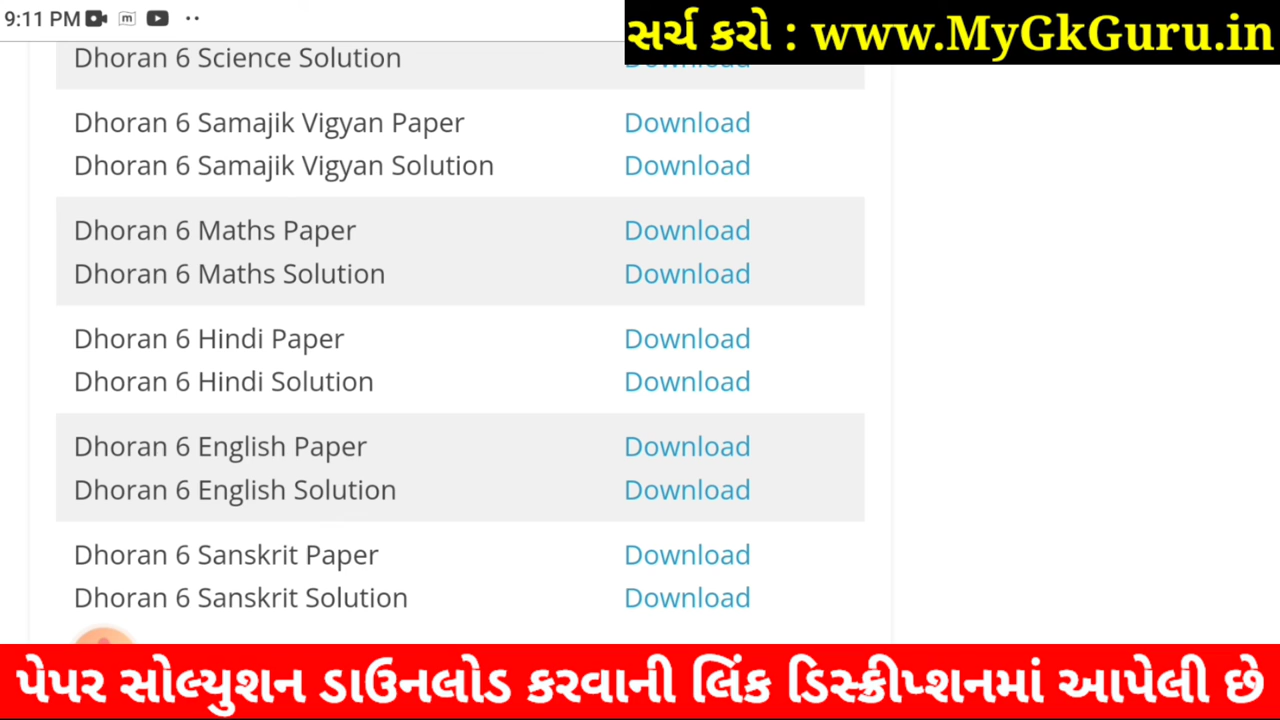 9:11 PM
સર્ચ કરો : www.MyGkGuru.in
Dhoran 6 Science Solution Download
Dhoran 6 Samajik Vigyan Paper Download
Dhoran 6 Samajik Vigyan Solution Download
Dhoran 6 Maths Paper Download
Dhoran 6 Maths Solution Download
Dhoran 6 Hindi Paper Download
Dhoran 6 Hindi Solution Download
Dhoran 6 English Paper Download
Dhoran 6 English Solution Download
Dhoran 6 Sanskrit Paper Download
Dhoran 6 Sanskrit Solution Download
પેપર સોલ્યુશન ડાઉનલોડ કરવાની લિંક ડિસ્ક્રીપ્શનમાં આપેલી છે